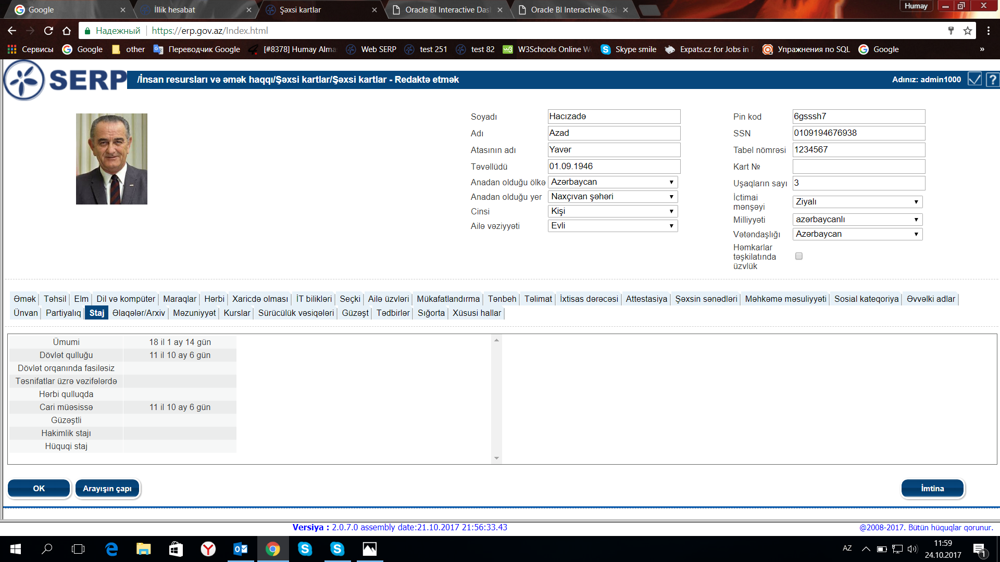 Google
İllik hesabat
Şəxsi kartlar
Oracle BI Interactive Das
Oracle BI Interactive Das
Humay
Надежный https://erp.gov.az/Index.html
Сервисы Google other Переводчик Google [#8378] Humay Alma Web SERP test 251 test 82 W3Schools Online W Skype smile Expats.cz for Jobs in Упражнения по SQL Google »
SERP /İnsan resursları və əmək haqqı/Şəxsi kartlar/Şəxsi kartlar - Redaktə etmək Adınız: admin1000 ?
Soyadı Hacızadə
Adı Azad
Atasının adı Yavər
Təvəllüdü 01.09.1946
Anadan olduğu ölkə Azərbaycan
Anadan olduğu yer Naxçıvan şəhəri
Cinsi Kişi
Ailə vəziyyəti Evli
Pin kod 6gsssh7
SSN 0109194676938
Tabel nömrəsi 1234567
Kart №
Uşaqların sayı 3
İctimai
mənşəyi Ziyalı
Milliyyəti azərbaycanlı
Vətəndaşlığı Azərbaycan
Həmkarlar
təşkilatında
üzvlük
Əmək Təhsil Elm Dil və kompüter Maraqlar Hərbi Xaricdə olması İT bilikləri Seçki Ailə üzvləri Mükafatlandırma Tənbeh Təlimat İxtisas dərəcəsi Attestasiya Şəxsin sənədləri Məhkəmə məsuliyyəti Sosial kateqoriya Əvvəlki adlar
Ünvan Partiyalıq Staj Əlaqələr/Arxiv Məzuniyyət Kurslar Sürücülük vəsiqələri Güzəşt Tədbirlər Sığorta Xüsusi hallar
Ümumi 18 il 1 ay 14 gün
Dövlət qulluğu 11 il 10 ay 6 gün
Dövlət orqanında fasiləsiz
Təsnifatlar üzrə vəzifələrdə
Hərbi qulluqda
Cari müəsissə 11 il 10 ay 6 gün
Güzəştli
Hakimlik stajı
Hüquqi staj
OK Arayışın çapı İmtina
Versiya : 2.0.7.0 assembly date:21.10.2017 21:56:33.43 @2008-2017. Bütün hüquqlar qorunur.
AZ
11:59
24.10.2017
1